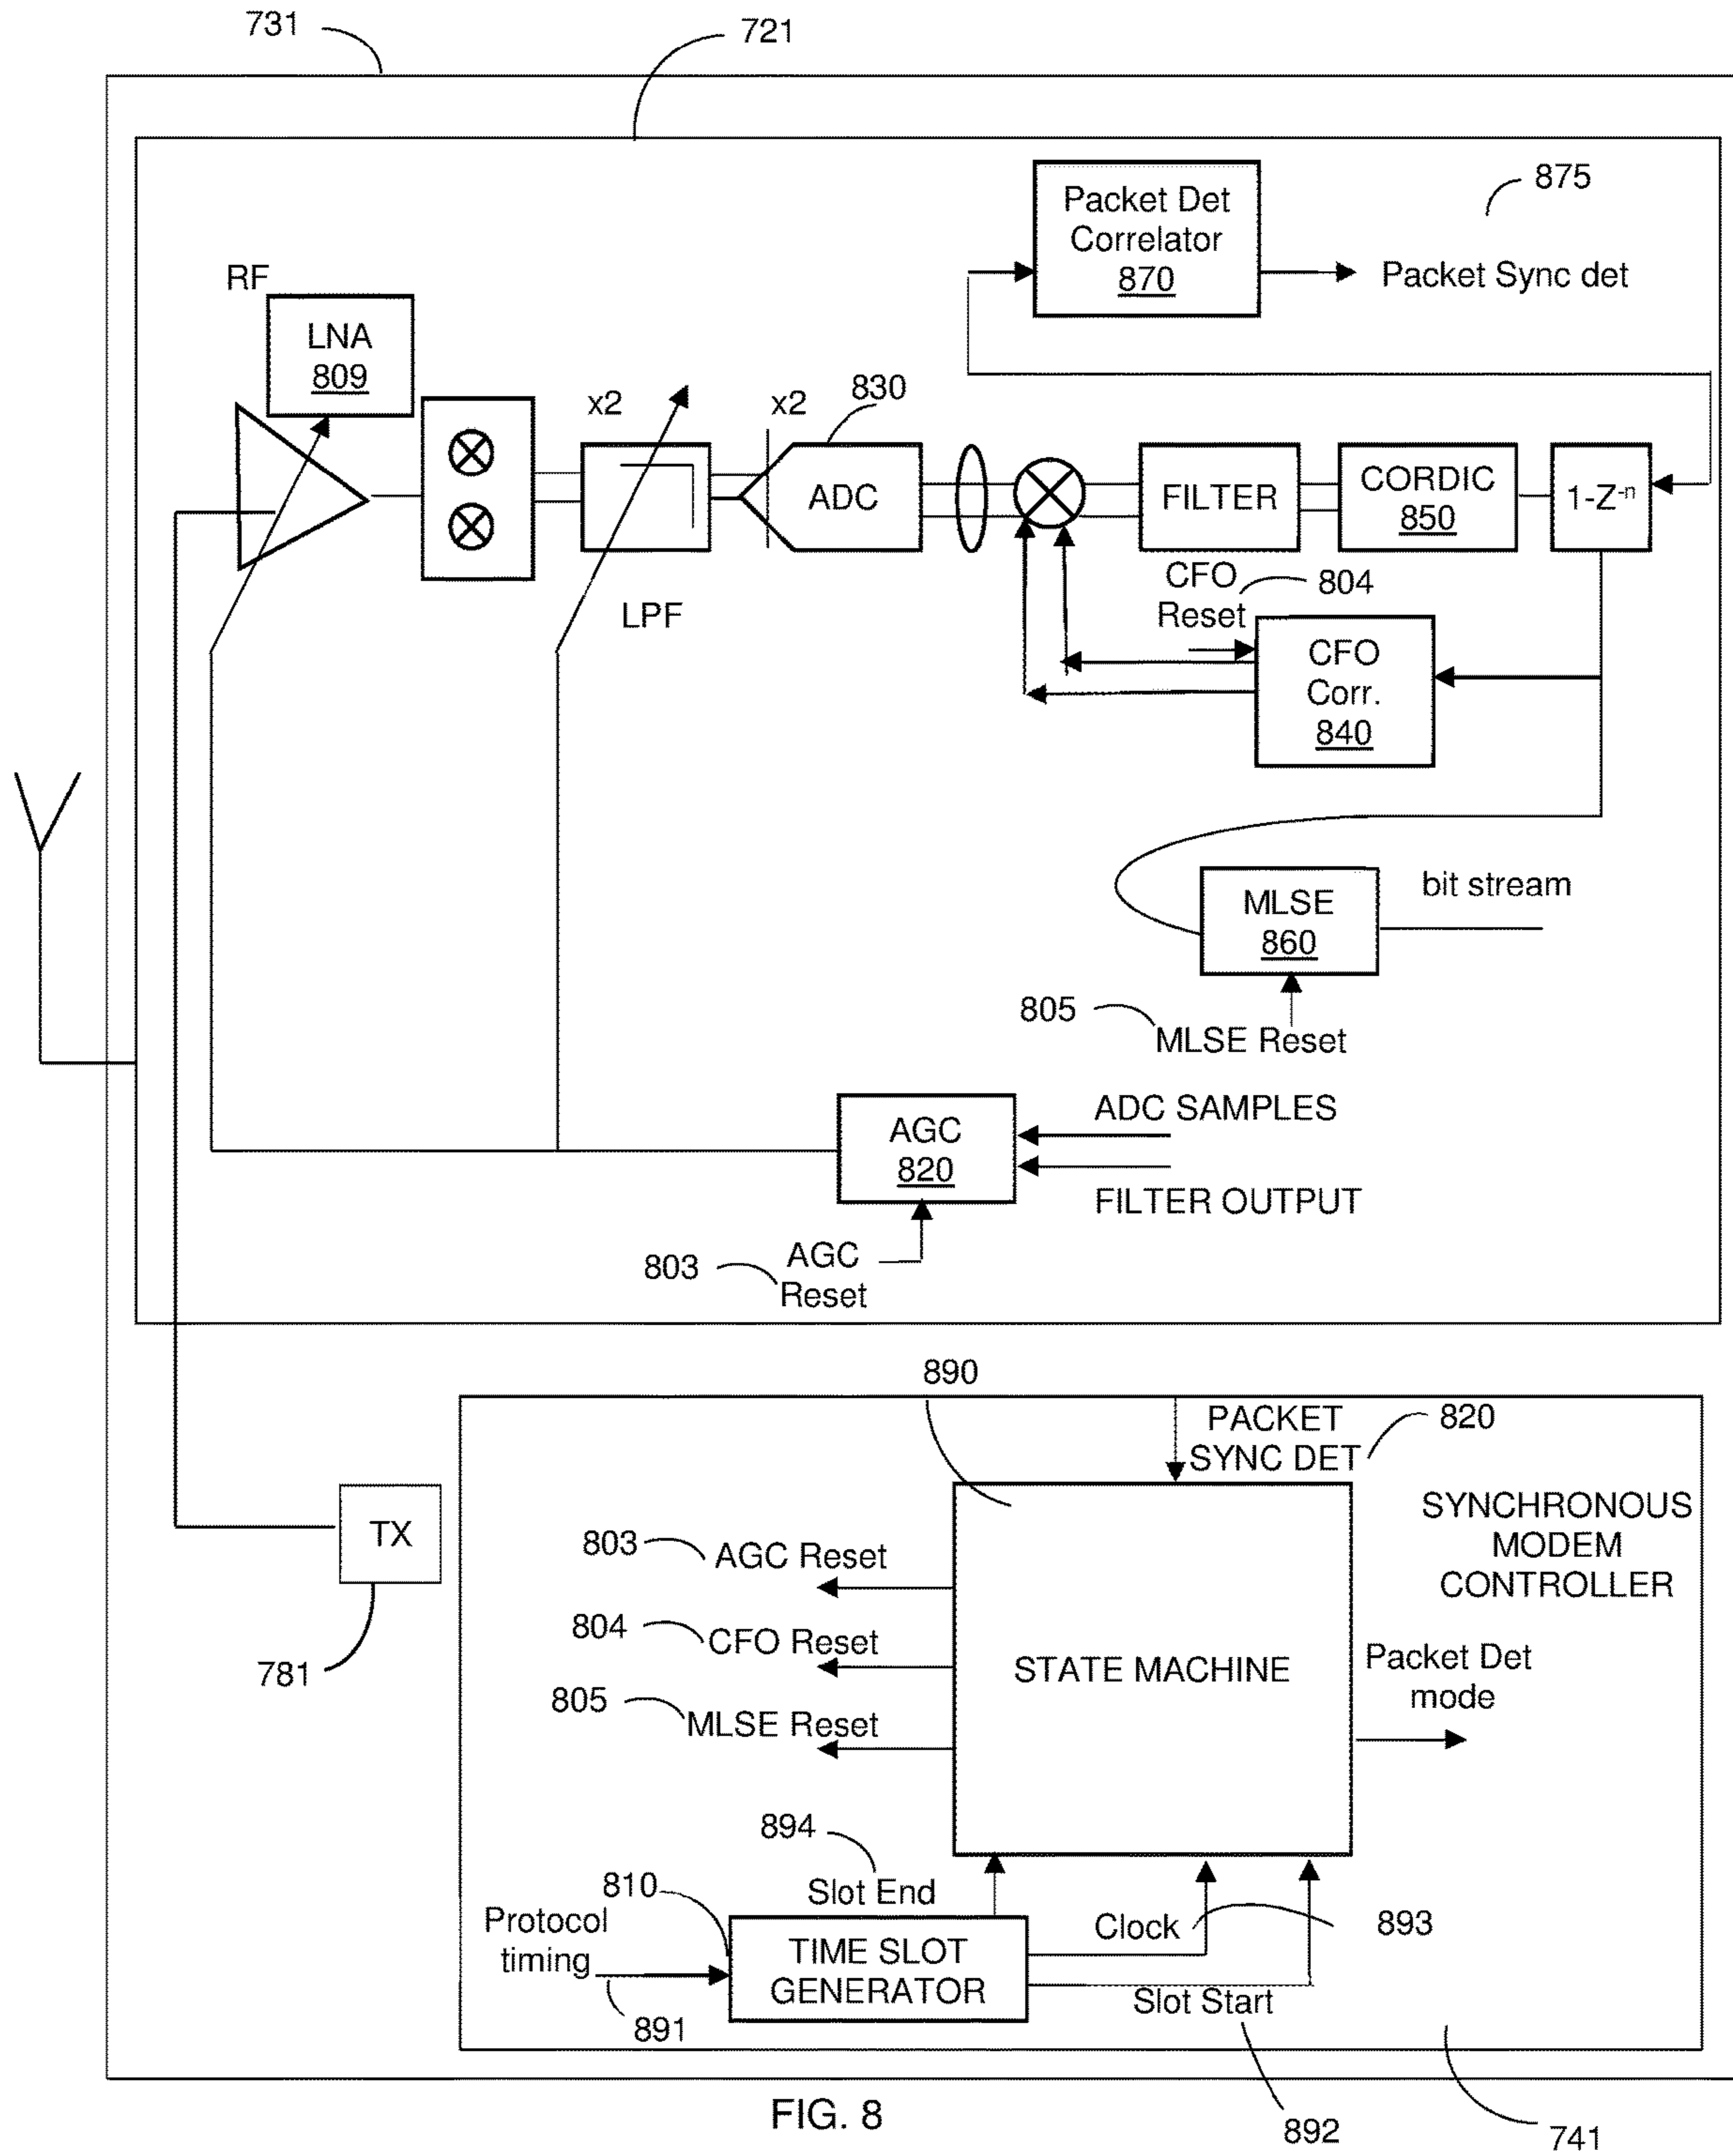 731
721
Packet Det
Correlator
870
875
Packet Sync det
RF
LNA
809
x2
LPF
x2
830
ADC
FILTER
CORDIC
850
1-Z-n
CFO
Reset
804
CFO
Corr.
840
MLSE
860
bit stream
805
MLSE Reset
AGC
820
ADC SAMPLES
FILTER OUTPUT
803
AGC
Reset
890
PACKET
SYNC DET
820
SYNCHRONOUS
MODEM
CONTROLLER
TX
781
803
AGC Reset
804
CFO Reset
805
MLSE Reset
STATE MACHINE
Packet Det
mode
894
Slot End
810
Protocol
timing
891
TIME SLOT
GENERATOR
Clock
893
Slot Start
892
741
FIG. 8